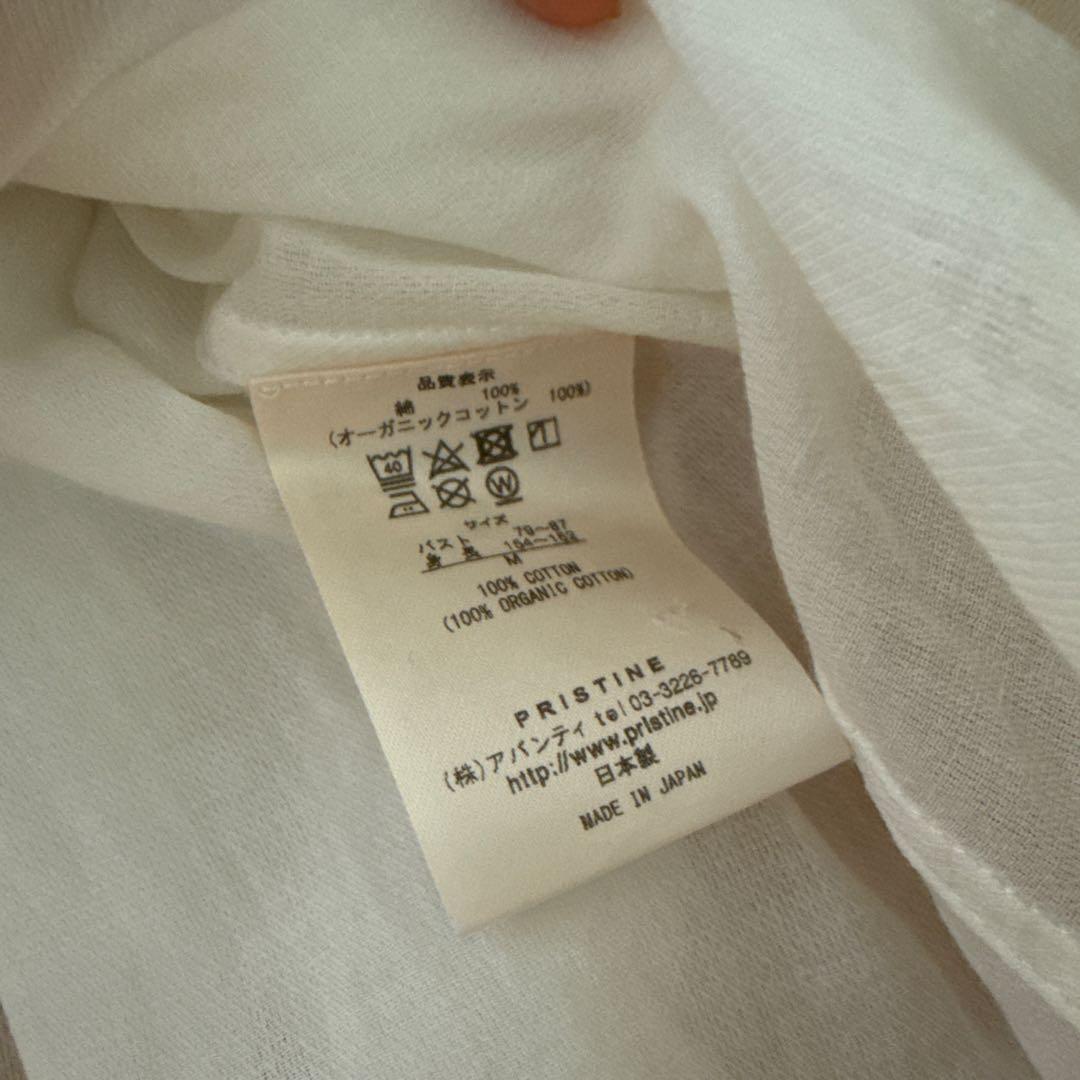 品質表示
綿 100%
(オーガニックコットン 100%)
40
W
サイズ
バスト 79～87
身長 154～162
M
100% COTTON
(100% ORGANIC COTTON)
PRISTINE
(株)アバンティ tel 03-3226-7789
http://www.pristine.jp
日本製
MADE IN JAPAN